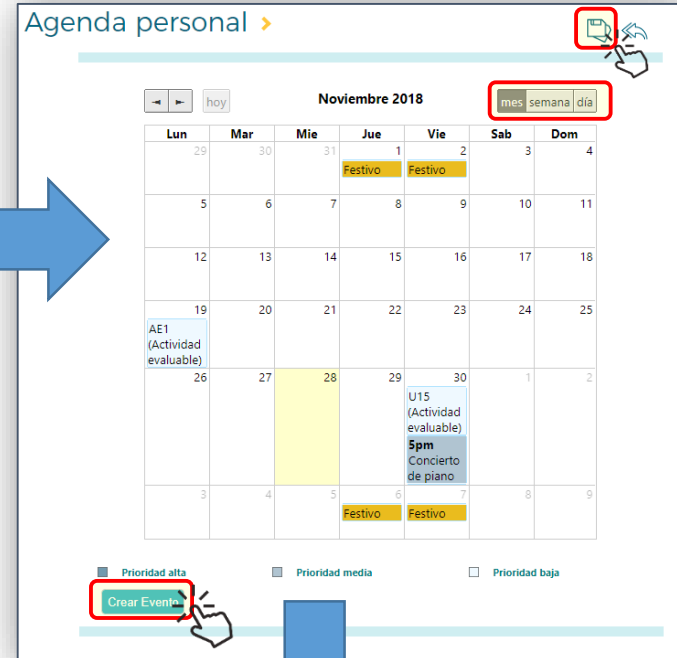 Agenda personal >
hoy
Noviembre 2018
mes semana día
Lun Mar Mie Jue Vie Sab Dom
29 30 31 1 2 3 4
Festivo Festivo
5 6 7 8 9 10 11
12 13 14 15 16 17 18
19 20 21 22 23 24 25
AE1
(Actividad
evaluable)
26 27 28 29 30 1 2
U15
(Actividad
evaluable)
5pm
Concierto
de piano
3 4 5 6 7 8 9
Festivo Festivo
Prioridad alta Prioridad media Prioridad baja
Crear Evento